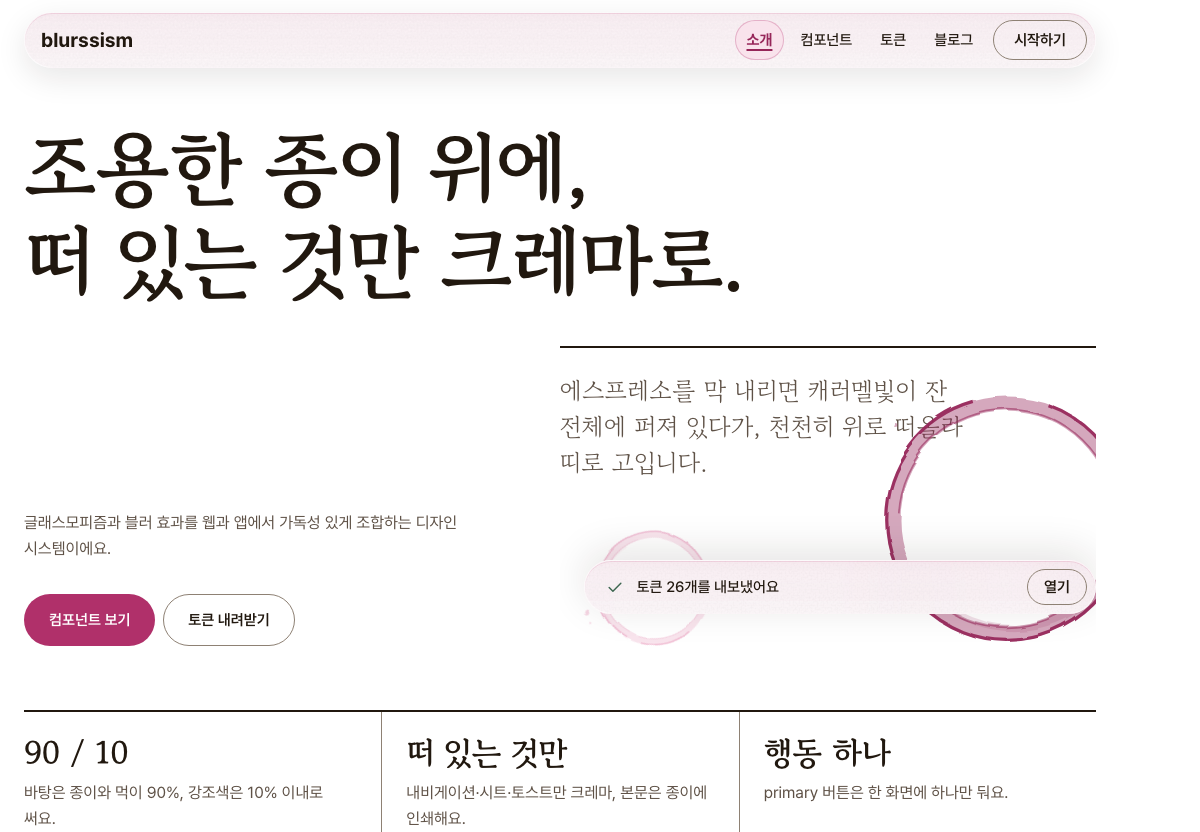 blurssism
소개
컴포넌트
토큰
블로그
시작하기
조용한 종이 위에,
떠 있는 것만 크레마로.
에스프레소를 막 내리면 캐러멜빛이 잔
전체에 퍼져 있다가, 천천히 위로 떠올라
띠로 고입니다.
글래스모피즘과 블러 효과를 웹과 앱에서 가독성 있게 조합하는 디자인
시스템이에요.
컴포넌트 보기
토큰 내려받기
토큰 26개를 내보냈어요
열기
90 / 10
바탕은 종이와 먹이 90%, 강조색은 10% 이내로
써요.
떠 있는 것만
내비게이션·시트·토스트만 크레마, 본문은 종이에
인쇄해요.
행동 하나
primary 버튼은 한 화면에 하나만 둬요.